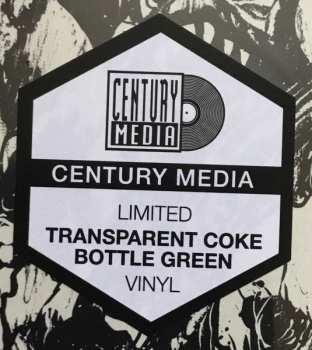 CENTURY
MEDIA
CENTURY MEDIA
LIMITED
TRANSPARENT COKE
BOTTLE GREEN
VINYL